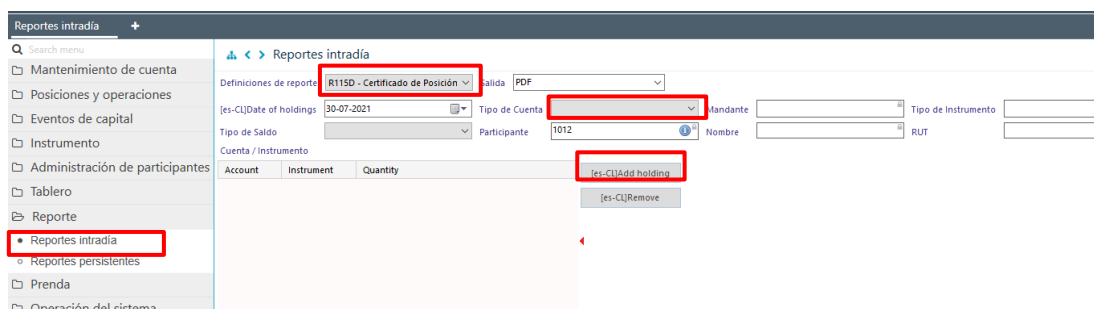 Reportes intradía +
Search menu
Mantenimiento de cuenta
Posiciones y operaciones
Eventos de capital
Instrumento
Administración de participantes
Tablero
Reporte
Reportes intradía
Reportes persistentes
Prenda
Operación del sistema
Reportes intradía
Definiciones de reporte R115D - Certificado de Posición Salida PDF
[es-CL]Date of holdings 30-07-2021 Tipo de Cuenta Mandante Tipo de Instrumento
Tipo de Saldo Participante 1012 Nombre RUT
Cuenta / Instrumento
Account Instrument Quantity
[es-CL]Add holding
[es-CL]Remove